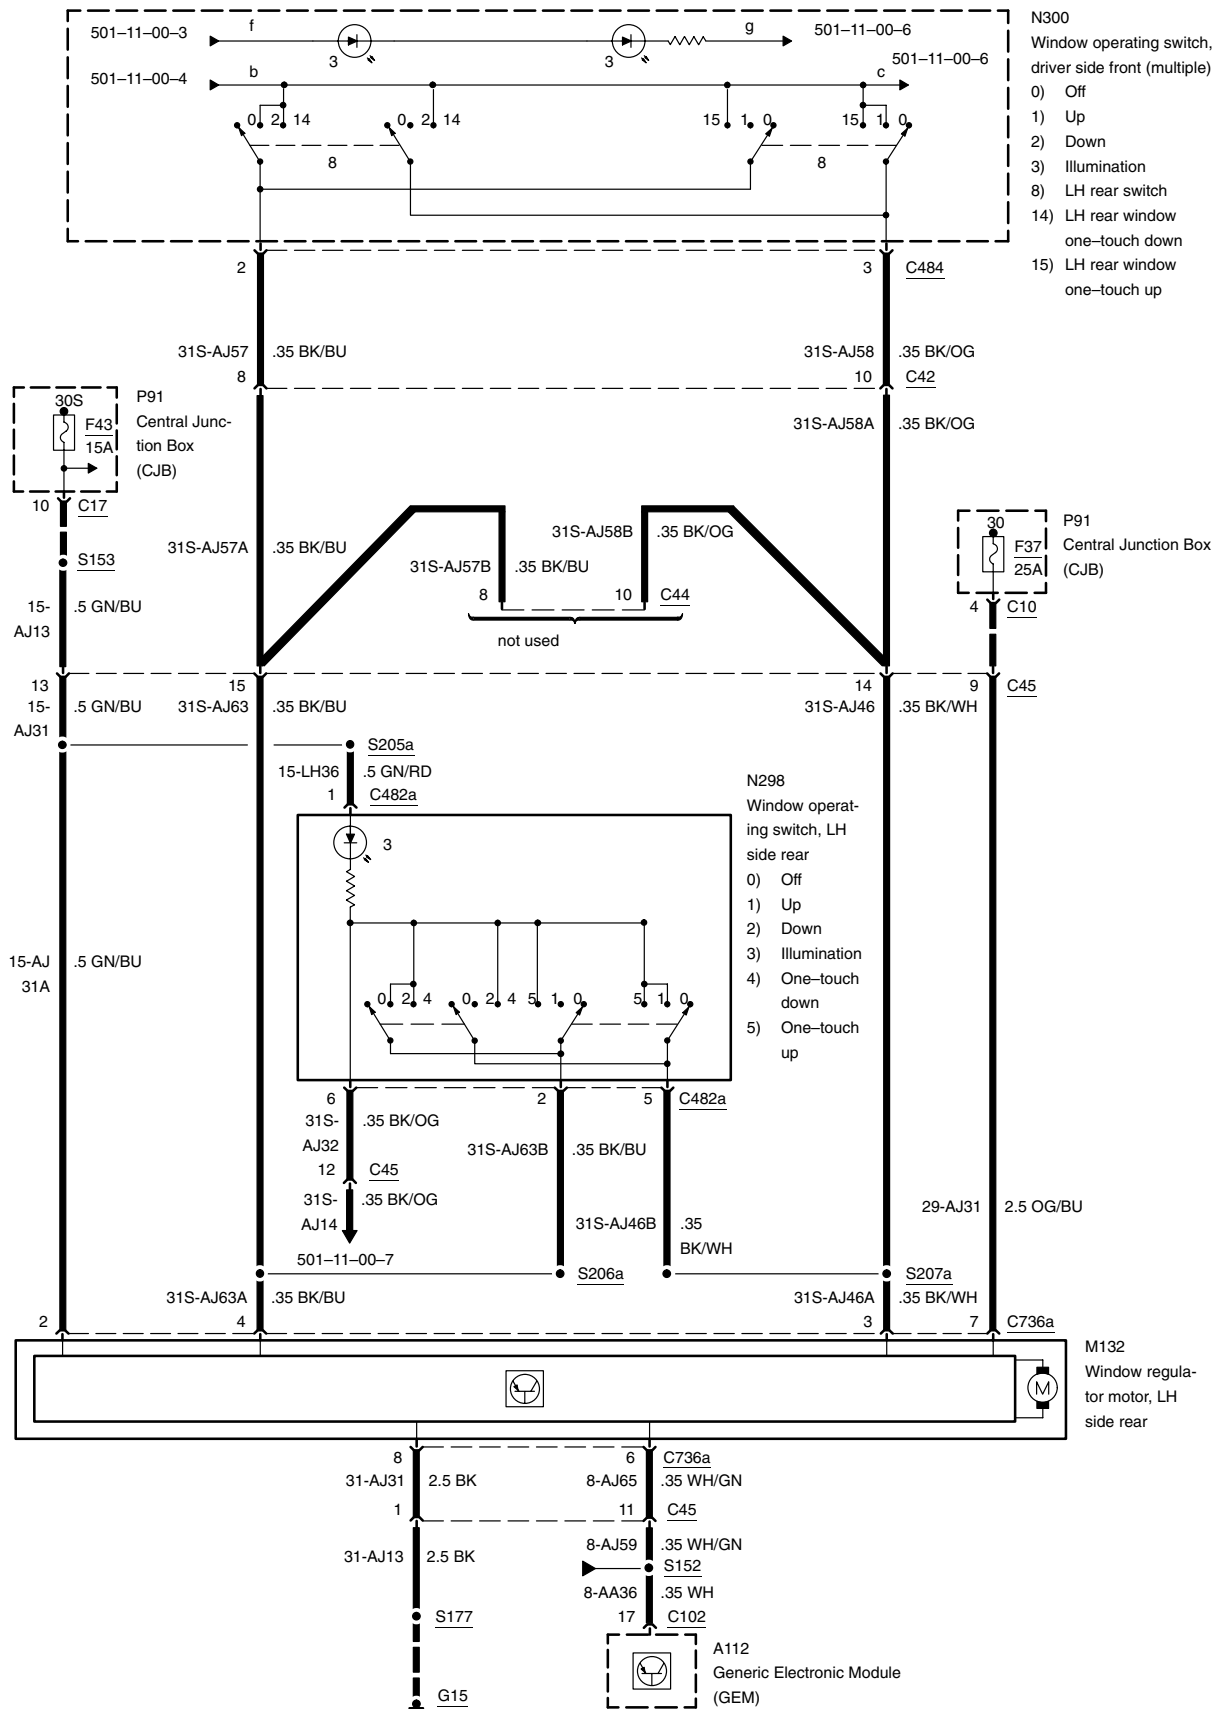 N300
Window operating switch,
driver side front (multiple)
0) Off
1) Up
2) Down
3) Illumination
8) LH rear switch
14) LH rear window
one–touch down
15) LH rear window
one–touch up
501–11–00–3
f
3
3
g
501–11–00–6
501–11–00–4
b
c
501–11–00–6
0 2 14
0 2 14
15 1 0
15 1 0
8
8
2
3
C484
31S-AJ57 .35 BK/BU
31S-AJ58 .35 BK/OG
8
10
C42
31S-AJ58A .35 BK/OG
30S
F43
15A
P91
Central Junc-
tion Box
(CJB)
10
C17
S153
31S-AJ57A .35 BK/BU
31S-AJ57B .35 BK/BU
31S-AJ58B .35 BK/OG
8
10
C44
not used
30
F37
25A
P91
Central Junction Box
(CJB)
4
C10
15- .5 GN/BU
AJ13
13
15
14
9
C45
15- .5 GN/BU
AJ31
31S-AJ63 .35 BK/BU
31S-AJ46 .35 BK/WH
S205a
15-LH36 .5 GN/RD
1
C482a
3
N298
Window operat-
ing switch, LH
side rear
0) Off
1) Up
2) Down
3) Illumination
4) One–touch
down
5) One–touch
up
15-AJ .5 GN/BU
31A
0 2 4
0 2 4
5 1 0
5 1 0
6
2
5
C482a
31S- .35 BK/OG
AJ32
31S-AJ63B .35 BK/BU
12
C45
31S- .35 BK/OG
AJ14
501–11–00–7
31S-AJ46B .35
BK/WH
29-AJ31 2.5 OG/BU
S206a
S207a
31S-AJ63A .35 BK/BU
31S-AJ46A .35 BK/WH
2
4
3
7
C736a
M
M132
Window regula-
tor motor, LH
side rear
8
6
C736a
31-AJ31 2.5 BK
8-AJ65 .35 WH/GN
1
11
C45
31-AJ13 2.5 BK
8-AJ59 .35 WH/GN
S152
8-AA36 .35 WH
S177
17
C102
G15
A112
Generic Electronic Module
(GEM)